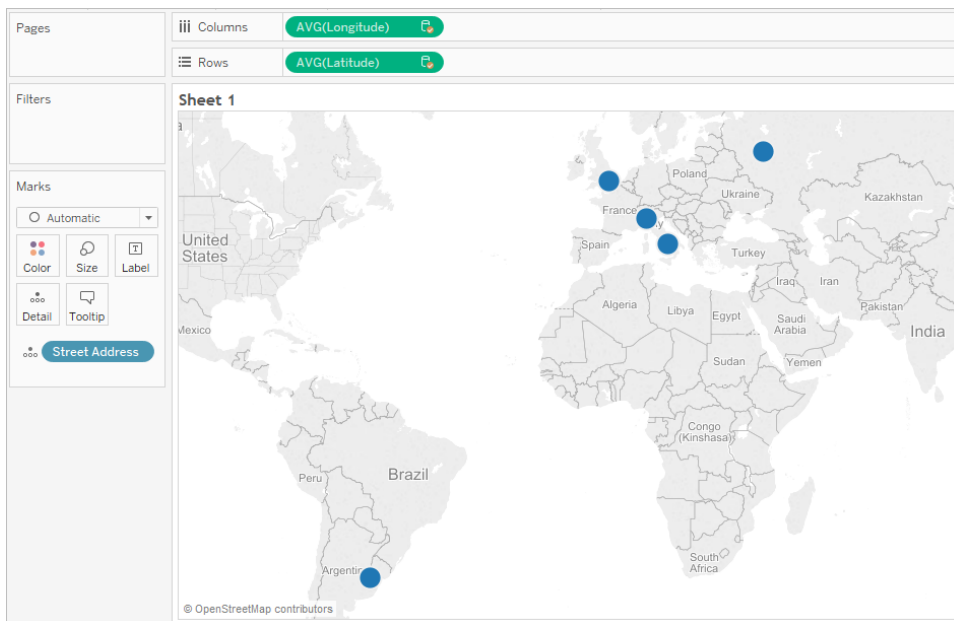 Pages
Columns
AVG(Longitude)
Rows
AVG(Latitude)
Filters
Marks
Automatic
Color
Size
T
Label
Detail
Tooltip
Street Address
Sheet 1
Poland
Ukraine
Kazakhstan
France
United
States
Spain
Turkey
Iraq
Iran
Algeria
Libya
Egypt
Pakistan
Saudi
Arabia
India
Mexico
Yemen
Sudan
Congo
(Kinshasa)
Brazil
Peru
South
Africa
© OpenStreetMap contributors